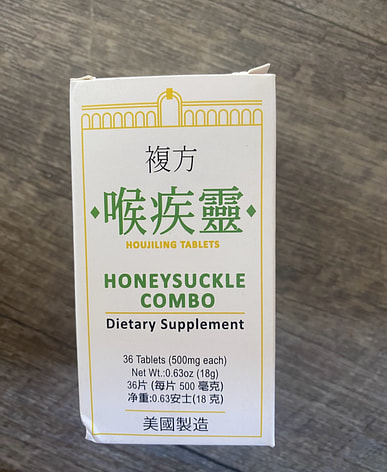 複方
喉疾靈
HOUJILING TABLETS
HONEYSUCKLE
COMBO
Dietary Supplement
36 Tablets (500mg each)
Net Wt.:0.63oz (18g)
36片 (每片 500 毫克)
净重:0.63安士(18 克)
美國製造